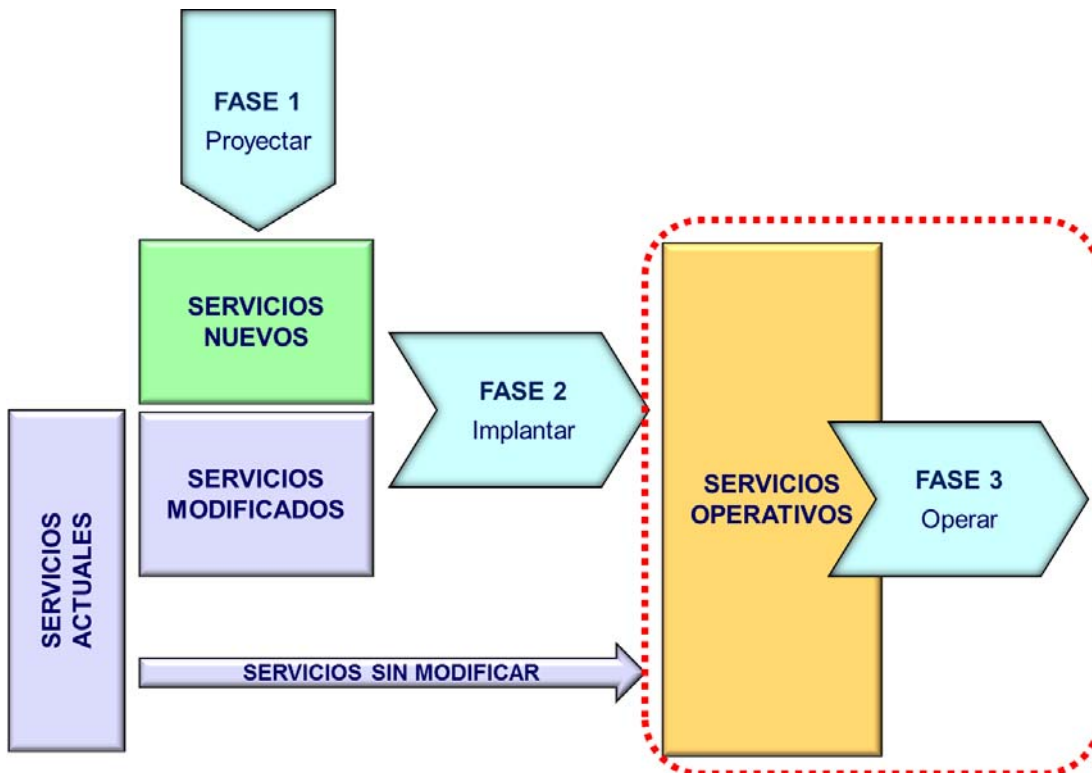 FASE 1
Proyectar
SERVICIOS
NUEVOS
FASE 2
Implantar
SERVICIOS
MODIFICADOS
SERVICIOS
ACTUALES
SERVICIOS SIN MODIFICAR
SERVICIOS
OPERATIVOS
FASE 3
Operar